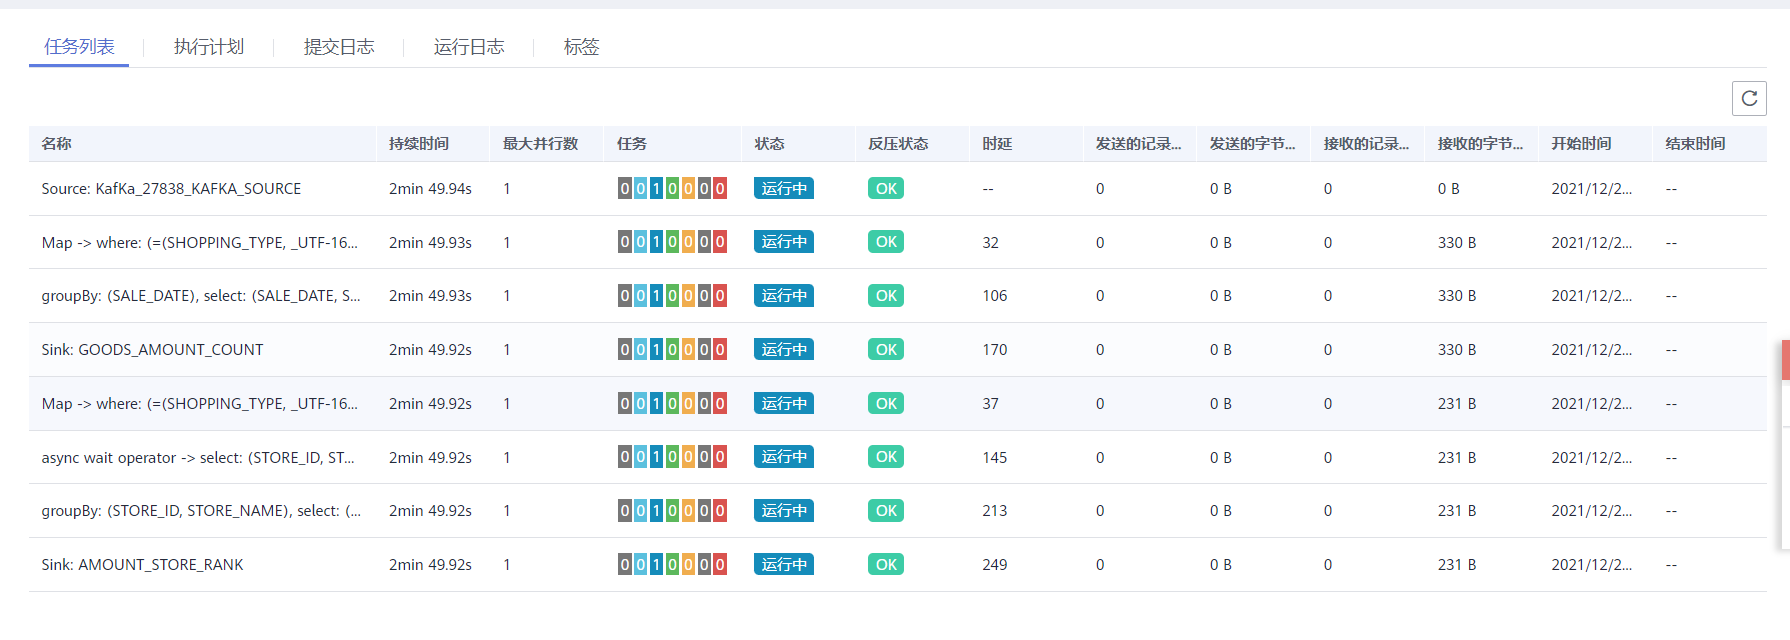 任务列表 执行计划 提交日志 运行日志 标签
名称 持续时间 最大并行数 任务 状态 反压状态 时延 发送的记录... 发送的字节... 接收的记录... 接收的字节... 开始时间 结束时间
Source: KafKa_27838_KAFKA_SOURCE 2min 49.94s 1 0 0 1 0 0 0 0 运行中 OK -- 0 0 B 0 0 B 2021/12/2... --
Map -> where: (=(SHOPPING_TYPE, _UTF-16... 2min 49.93s 1 0 0 1 0 0 0 0 运行中 OK 32 0 0 B 0 330 B 2021/12/2... --
groupBy: (SALE_DATE), select: (SALE_DATE, S... 2min 49.93s 1 0 0 1 0 0 0 0 运行中 OK 106 0 0 B 0 330 B 2021/12/2... --
Sink: GOODS_AMOUNT_COUNT 2min 49.92s 1 0 0 1 0 0 0 0 运行中 OK 170 0 0 B 0 330 B 2021/12/2... --
Map -> where: (=(SHOPPING_TYPE, _UTF-16... 2min 49.92s 1 0 0 1 0 0 0 0 运行中 OK 37 0 0 B 0 231 B 2021/12/2... --
async wait operator -> select: (STORE_ID, ST... 2min 49.92s 1 0 0 1 0 0 0 0 运行中 OK 145 0 0 B 0 231 B 2021/12/2... --
groupBy: (STORE_ID, STORE_NAME), select: (... 2min 49.92s 1 0 0 1 0 0 0 0 运行中 OK 213 0 0 B 0 231 B 2021/12/2... --
Sink: AMOUNT_STORE_RANK 2min 49.92s 1 0 0 1 0 0 0 0 运行中 OK 249 0 0 B 0 231 B 2021/12/2... --